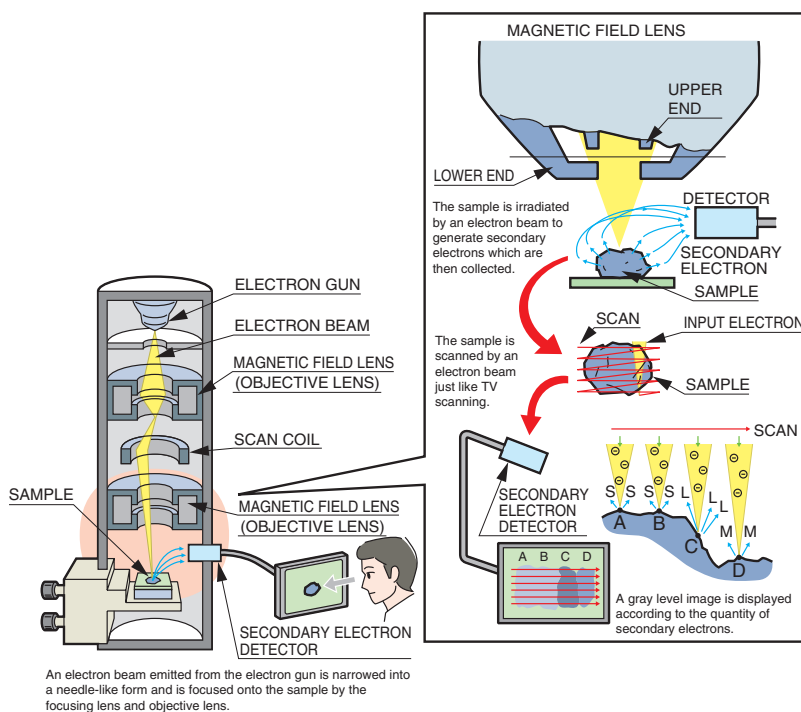 MAGNETIC FIELD LENS
UPPER
END
LOWER END
The sample is irradiated
by an electron beam to
generate secondary
electrons which are
then collected.
DETECTOR
SECONDARY
ELECTRON
SAMPLE
SCAN
INPUT ELECTRON
The sample is
scanned by an
electron beam
just like TV
scanning.
SAMPLE
SCAN
SECONDARY
ELECTRON
DETECTOR
S S S S L L L M M
A B C D
A B C D
A gray level image is displayed
according to the quantity of
secondary electrons.
ELECTRON GUN
ELECTRON BEAM
MAGNETIC FIELD LENS
(OBJECTIVE LENS)
SCAN COIL
SAMPLE
MAGNETIC FIELD LENS
(OBJECTIVE LENS)
SECONDARY ELECTRON
DETECTOR
An electron beam emitted from the electron gun is narrowed into
a needle-like form and is focused onto the sample by the
focusing lens and objective lens.